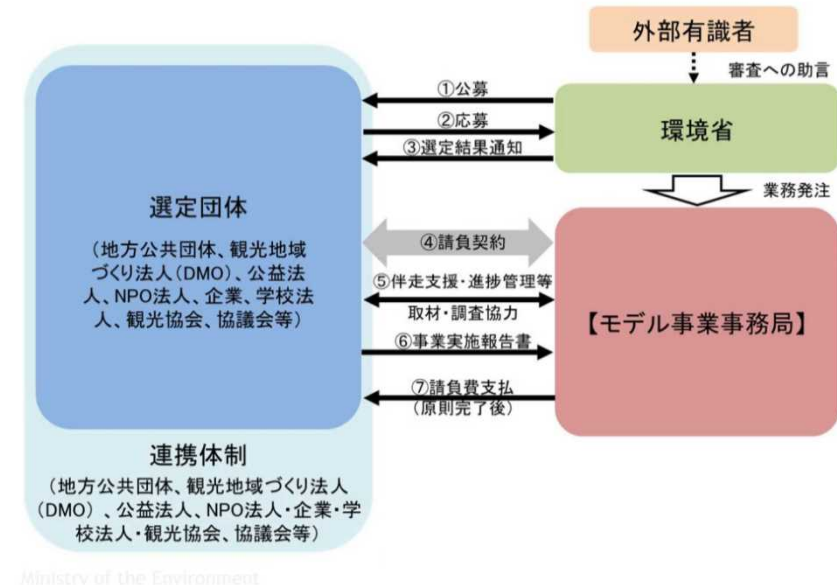 外部有識者
審査への助言
①公募
②応募
③選定結果通知
環境省
業務発注
選定団体
（地方公共団体、観光地域
づくり法人（DMO）、公益法
人、NPO法人、企業、学校法
人、観光協会、協議会等）
④請負契約
⑤伴走支援・進捗管理等
取材・調査協力
⑥事業実施報告書
⑦請負費支払
（原則完了後）
【モデル事業事務局】
連携体制
（地方公共団体、観光地域づくり法人
（DMO）、公益法人、NPO法人・企業・学
校法人・観光協会、協議会等）
Ministry of the Environment